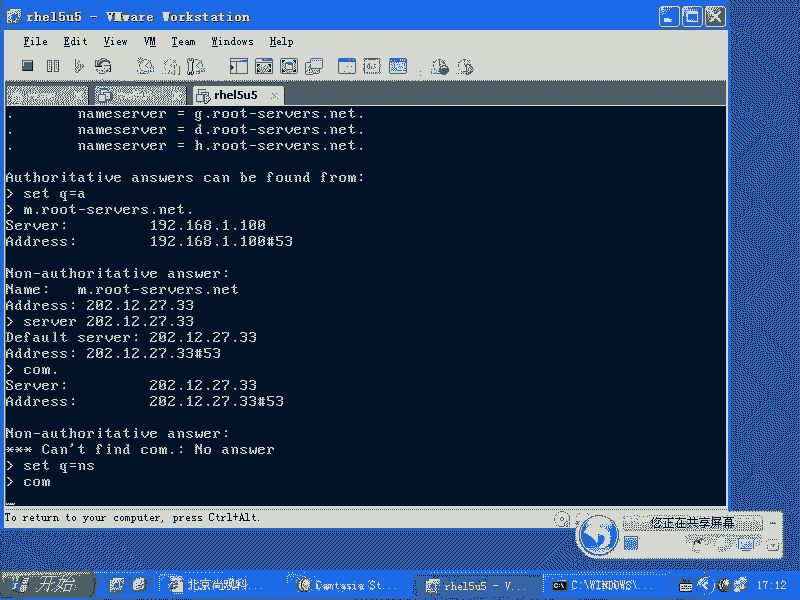 rhel5u5 - VMware Workstation
File Edit View VM Team Windows Help
rhel5u5
. nameserver = g.root-servers.net.
. nameserver = d.root-servers.net.
. nameserver = h.root-servers.net.
Authoritative answers can be found from:
> set q=a
> m.root-servers.net.
Server: 192.168.1.100
Address: 192.168.1.100#53
Non-authoritative answer:
Name: m.root-servers.net
Address: 202.12.27.33
> server 202.12.27.33
Default server: 202.12.27.33
Address: 202.12.27.33#53
> com.
Server: 202.12.27.33
Address: 202.12.27.33#53
Non-authoritative answer:
*** Can't find com.: No answer
> set q=ns
> com
To return to your computer, press Ctrl+Alt.
您正在共享屏幕
开始 北京尚观科... Camtasia St... rhel5u5 - V... C:\WINDOWS\... 17:12